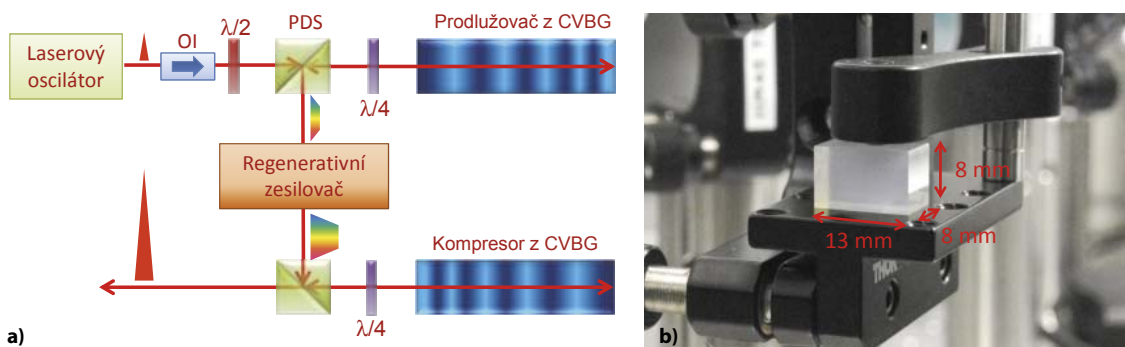 Laserový
oscilátor
OI
λ/2
PDS
λ/4
Prodlužovač z CVBG
Regenerativní
zesilovač
Kompresor z CVBG
λ/4
a)
8 mm
8 mm
13 mm
THOR
b)